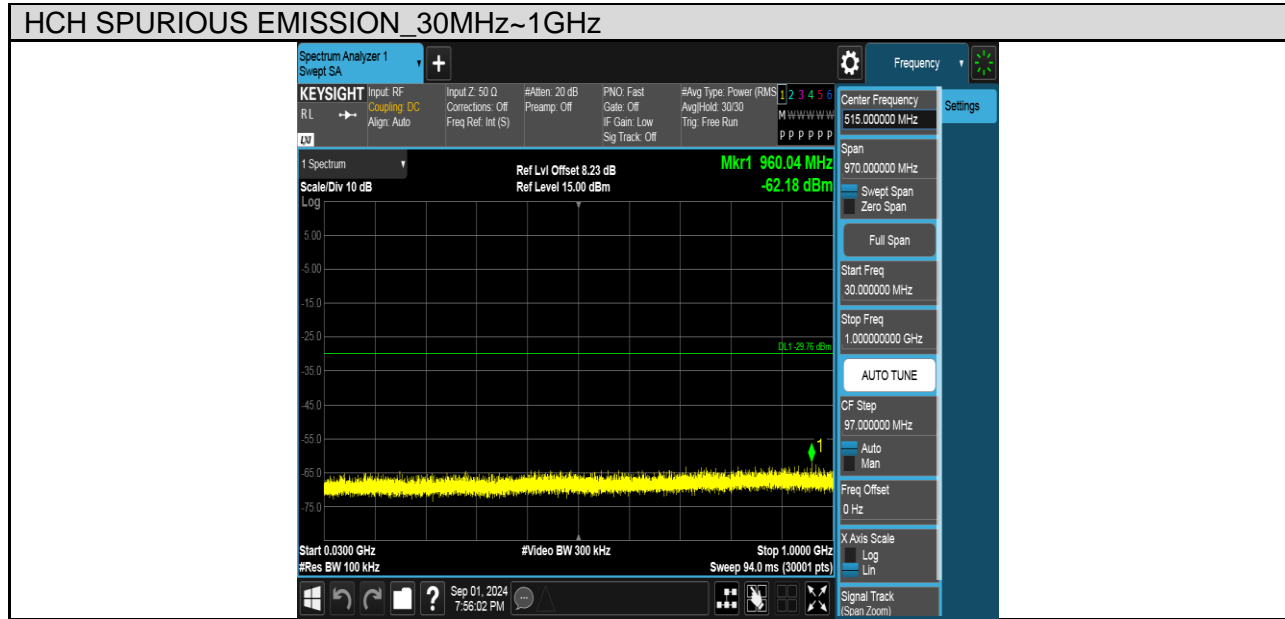 HCH SPURIOUS EMISSION_30MHz~1GHz
Spectrum Analyzer 1
Swept SA
+
Frequency
Settings
KEYSIGHT
RL
LXI
Input: RF
Coupling: DC
Align: Auto
Input Z: 50 Ω
Corrections: Off
Freq Ref: Int (S)
#Atten: 20 dB
Preamp: Off
PNO: Fast
Gate: Off
IF Gain: Low
Sig Track: Off
#Avg Type: Power (RMS
Avg|Hold: 30/30
Trig: Free Run
1 2 3 4 5 6
M W W W W W
P P P P P P
1 Spectrum
Scale/Div 10 dB
Log
Ref Lvl Offset 8.23 dB
Ref Level 15.00 dBm
Mkr1 960.04 MHz
-62.18 dBm
5.00
-5.00
-15.0
-25.0
DL1 -29.76 dBm
-35.0
-45.0
-55.0
1
-65.0
-75.0
Start 0.0300 GHz
#Video BW 300 kHz
Stop 1.0000 GHz
#Res BW 100 kHz
Sweep 94.0 ms (30001 pts)
Center Frequency
515.000000 MHz
Span
970.000000 MHz
Swept Span
Zero Span
Full Span
Start Freq
30.000000 MHz
Stop Freq
1.000000000 GHz
AUTO TUNE
CF Step
97.000000 MHz
Auto
Man
Freq Offset
0 Hz
X Axis Scale
Log
Lin
Signal Track
(Span Zoom)
?
Sep 01, 2024
7:56:02 PM